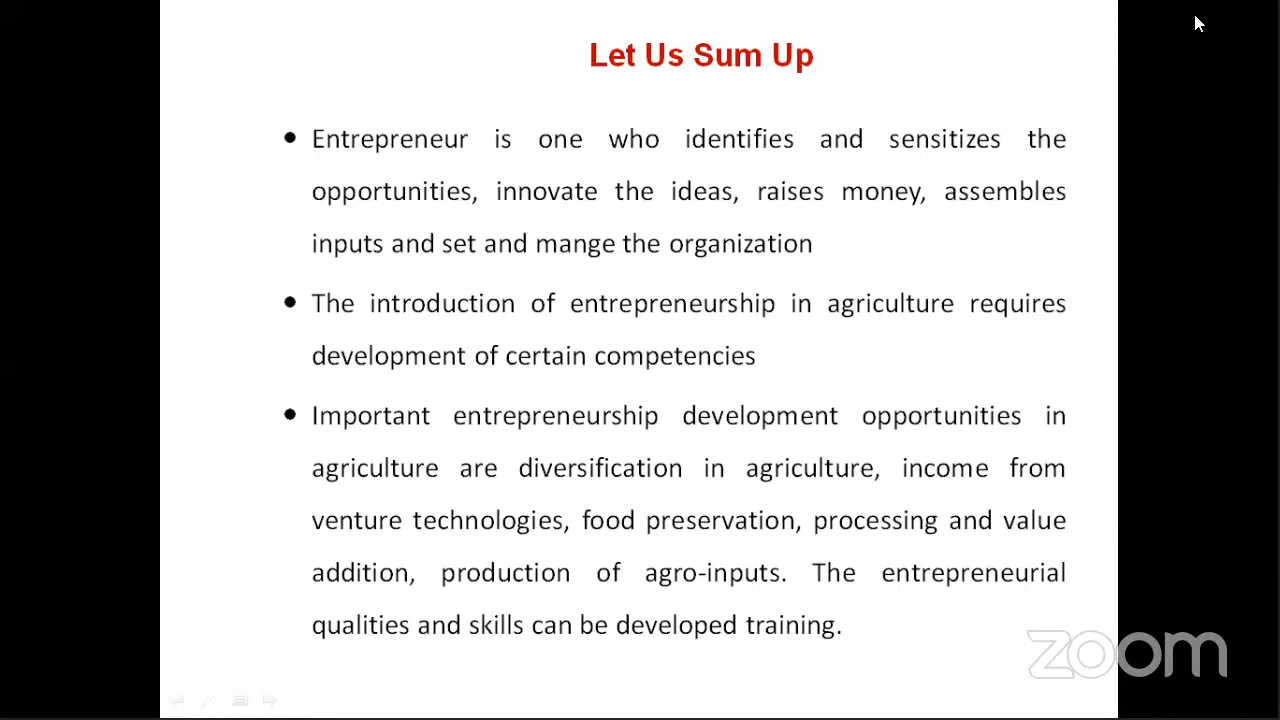 Let Us Sum Up
• Entrepreneur is one who identifies and sensitizes the
opportunities, innovate the ideas, raises money, assembles
inputs and set and mange the organization
• The introduction of entrepreneurship in agriculture requires
development of certain competencies
• Important entrepreneurship development opportunities in
agriculture are diversification in agriculture, income from
venture technologies, food preservation, processing and value
addition, production of agro-inputs. The entrepreneurial
qualities and skills can be developed training.
zoom